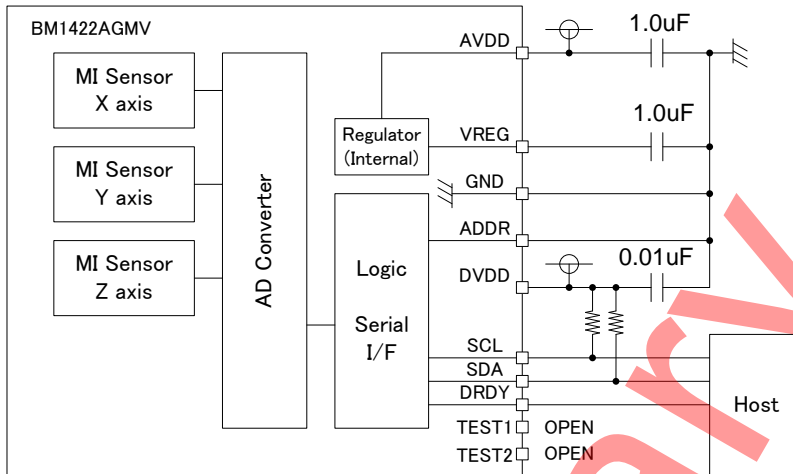 BM1422AGMV
MI Sensor
X axis
MI Sensor
Y axis
MI Sensor
Z axis
AD Converter
Regulator
(Internal)
Logic
Serial
I/F
AVDD
1.0uF
VREG
1.0uF
GND
ADDR
DVDD
0.01uF
SCL
SDA
DRDY
TEST1 OPEN
TEST2 OPEN
Host